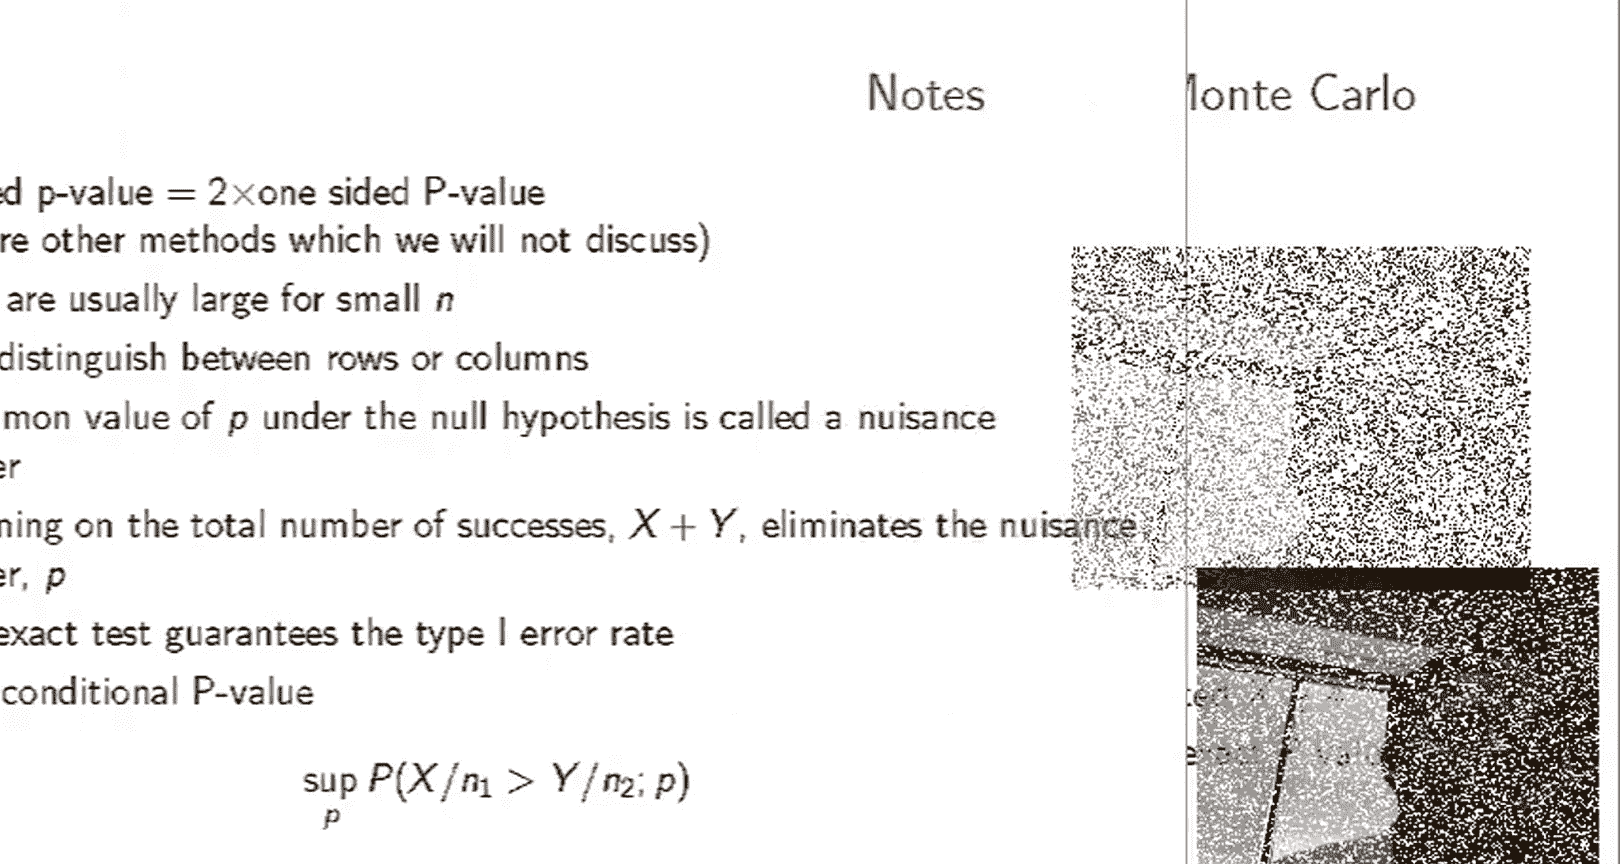 Notes
onte Carlo
ed p-value = 2×one sided P-value
re other methods which we will not discuss)
are usually large for small n
distinguish between rows or columns
mon value of p under the null hypothesis is called a nuisance
er
ning on the total number of successes, X + Y, eliminates the nuisance
er, p
exact test guarantees the type I error rate
conditional P-value
sup P(X/n₁ > Y/n₂; p)
p